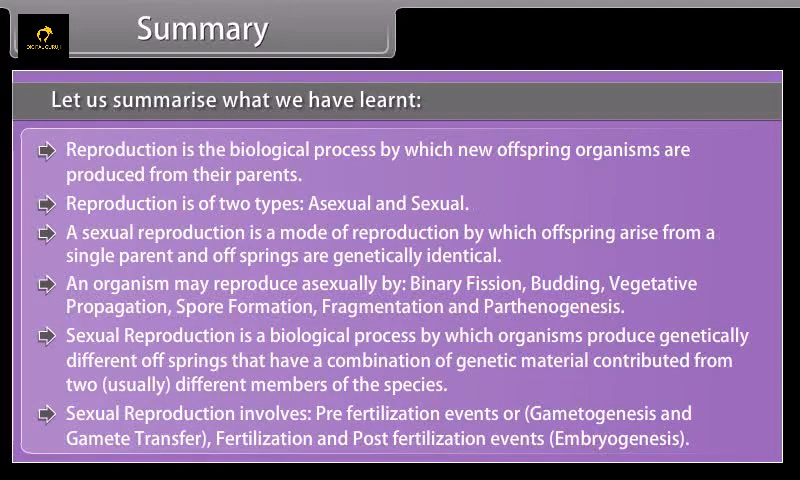 Summary
DIGITAL GURUJI
Let us summarise what we have learnt:
Reproduction is the biological process by which new offspring organisms are
produced from their parents.
Reproduction is of two types: Asexual and Sexual.
A sexual reproduction is a mode of reproduction by which offspring arise from a
single parent and off springs are genetically identical.
An organism may reproduce asexually by: Binary Fission, Budding, Vegetative
Propagation, Spore Formation, Fragmentation and Parthenogenesis.
Sexual Reproduction is a biological process by which organisms produce genetically
different off springs that have a combination of genetic material contributed from
two (usually) different members of the species.
Sexual Reproduction involves: Pre fertilization events or (Gametogenesis and
Gamete Transfer), Fertilization and Post fertilization events (Embryogenesis).